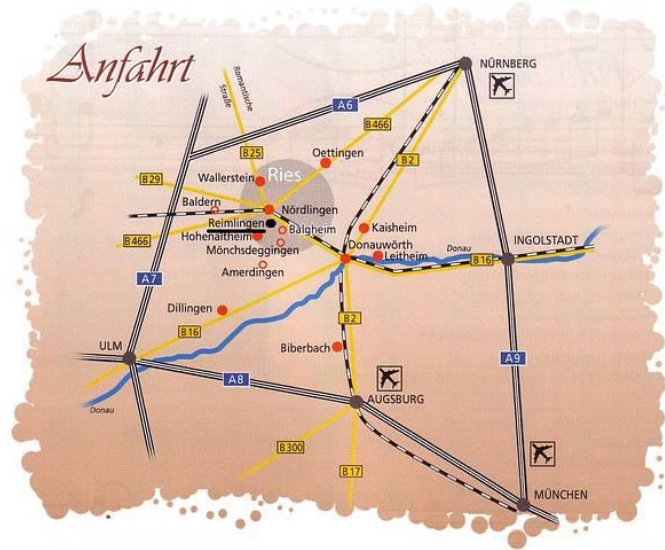 Anfahrt
NÜRNBERG
Romantische
Straße
A6
B466
B25
Oettingen
B2
B29
Wallerstein
Ries
Baldern
Nördlingen
Reimlingen
Balgheim
Kaisheim
B466
Hohenaltheim
Donauwörth
INGOLSTADT
Mönchsdeggingen
Leitheim
Donau
B16
Amerdingen
A7
Dillingen
B16
B2
ULM
Biberbach
A9
A8
AUGSBURG
Donau
B300
B17
MÜNCHEN